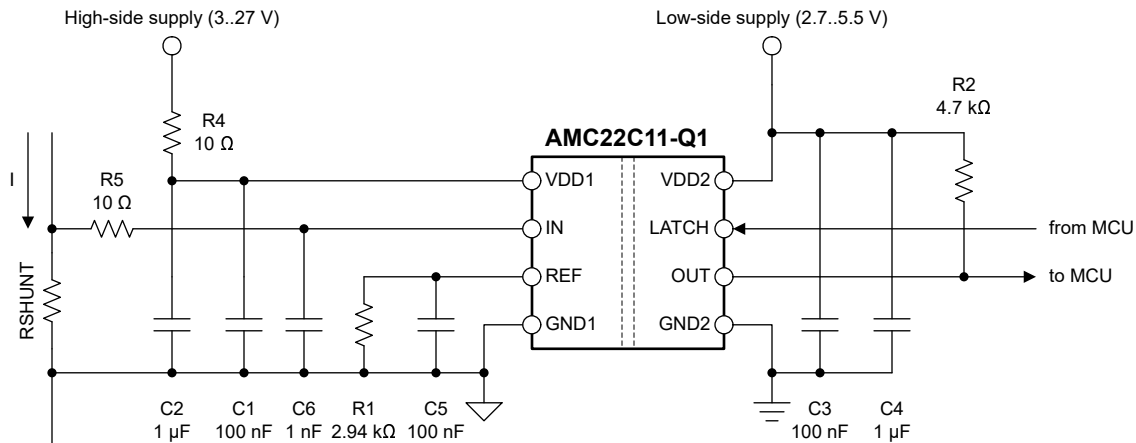 High-side supply (3..27 V)
Low-side supply (2.7..5.5 V)
R2
4.7 kΩ
R4
10 Ω
AMC22C11-Q1
I
R5
10 Ω
VDD1
VDD2
IN
LATCH
from MCU
RSHUNT
REF
OUT
to MCU
GND1
GND2
C2
1 µF
C1
100 nF
C6
1 nF
R1
2.94 kΩ
C5
100 nF
C3
100 nF
C4
1 µF